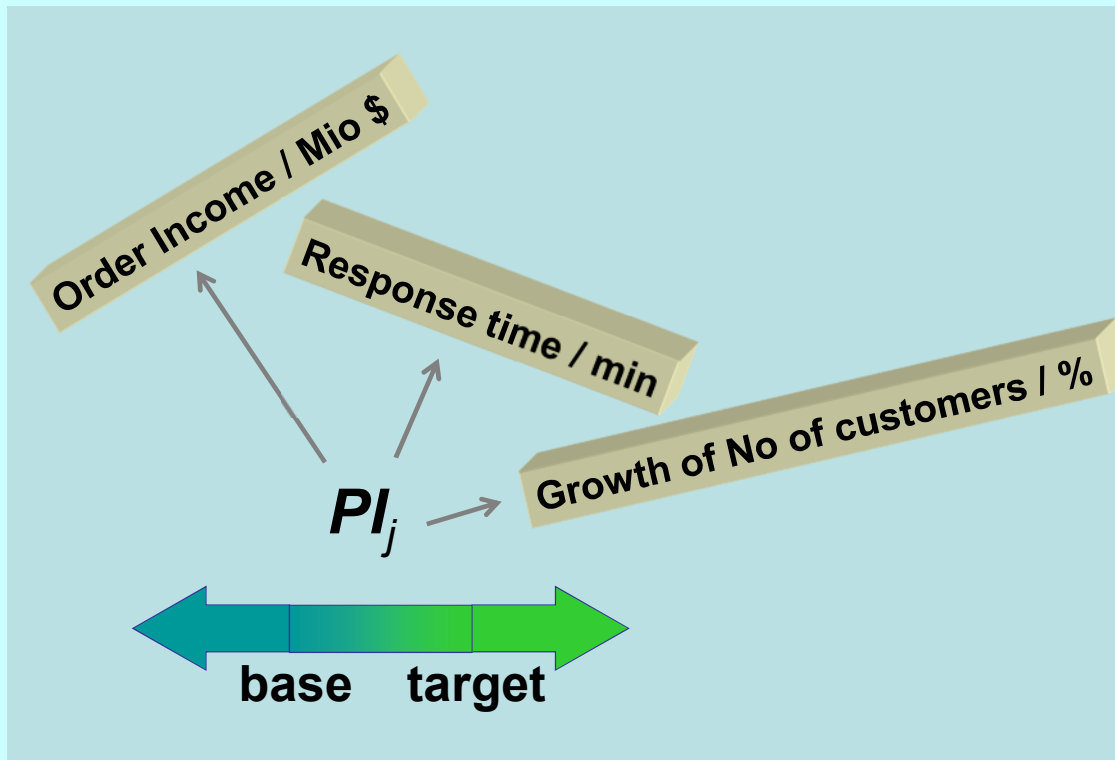 Order Income / Mio $
Response time / min
Growth of No of customers / %
PIj
base target